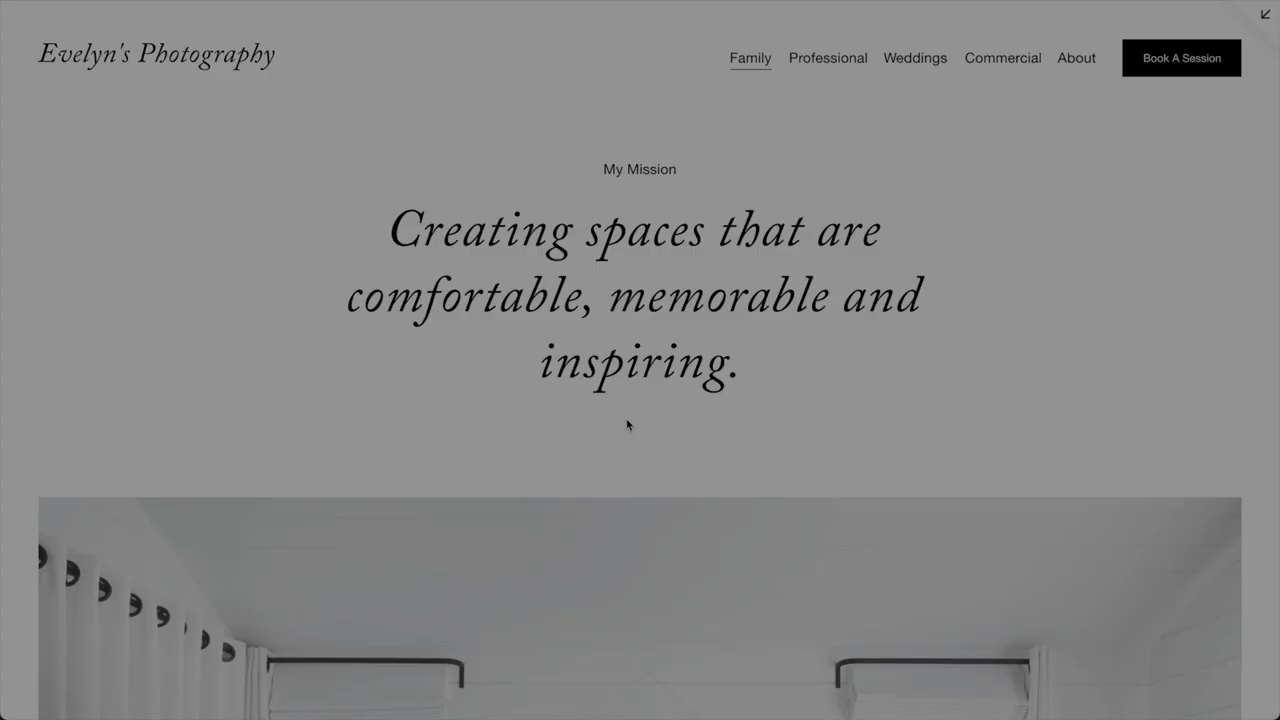 Evelyn's Photography
Family Professional Weddings Commercial About Book A Session
My Mission
Creating spaces that are
comfortable, memorable and
inspiring.